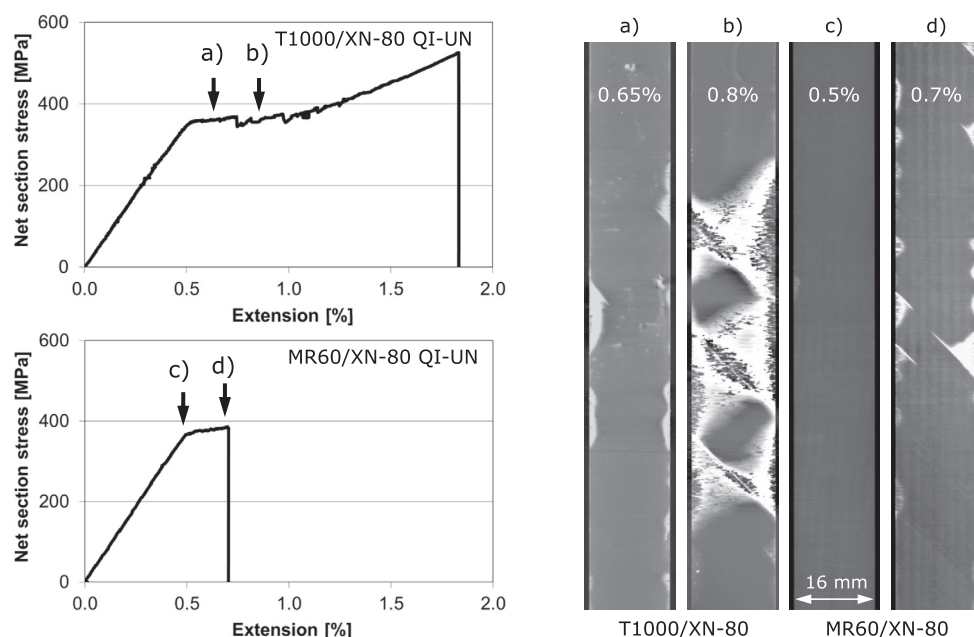 600
T1000/XN-80 QI-UN
a)
b)
400
200
0
Net section stress [MPa]
0.0
0.5
1.0
1.5
2.0
Extension [%]
600
MR60/XN-80 QI-UN
c)
d)
400
200
0
Net section stress [MPa]
0.0
0.5
1.0
1.5
2.0
Extension [%]
a)
b)
c)
d)
0.65%
0.8%
0.5%
0.7%
16 mm
T1000/XN-80
MR60/XN-80